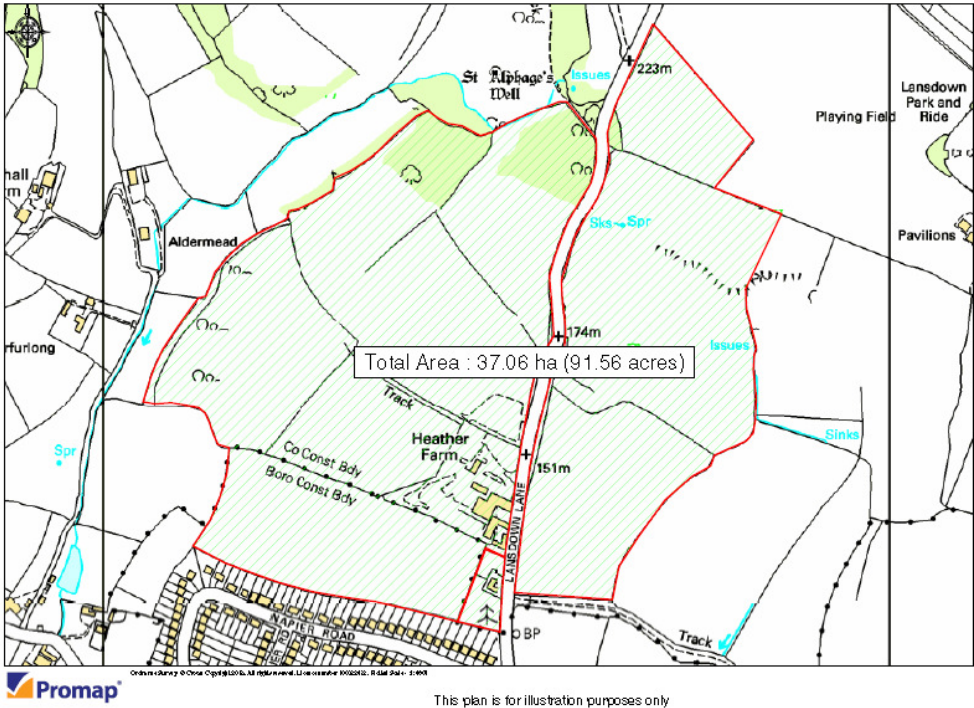 St Alphage's
Well
Issues
223m
Lansdown
Park and
Ride
Playing Field
Aldermead
Sks
Spr
Pavilions
174m
Issues
Total Area : 37.06 ha (91.56 acres)
Track
Heather
Farm
Co Const Bdy
Boro Const Bdy
151m
Sinks
Spr
LANSDOWN LANE
NAPIER ROAD
BP
Track
Promap
This plan is for illustration purposes only